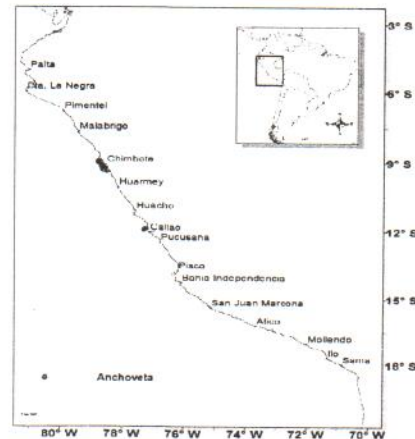 3° S
Paita
Pta. La Negra
6° S
Pimentel
Malabrigo
Chimbote
9° S
Huarmey
Huacho
Callao
12° S
Pucusana
Pisco
Bahia Independencia
San Juan Marcona
15° S
Atico
Mollendo
Ilo
Sama
18° S
Anchoveta
80° W
78° W
76° W
74° W
72° W
70° W